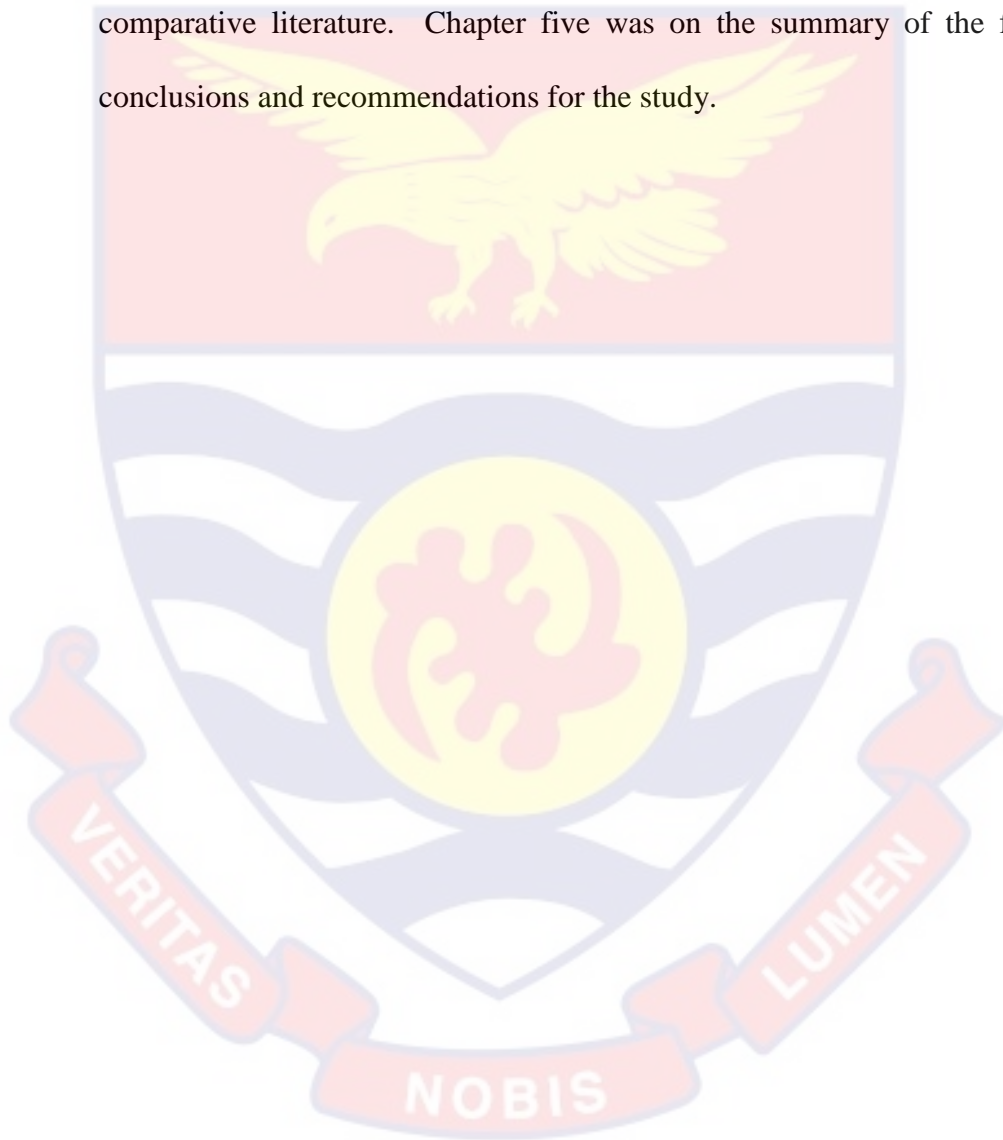 comparative literature. Chapter five was on the summary of the
conclusions and recommendations for the study.
VERITAS
NOBIS
LUMEN